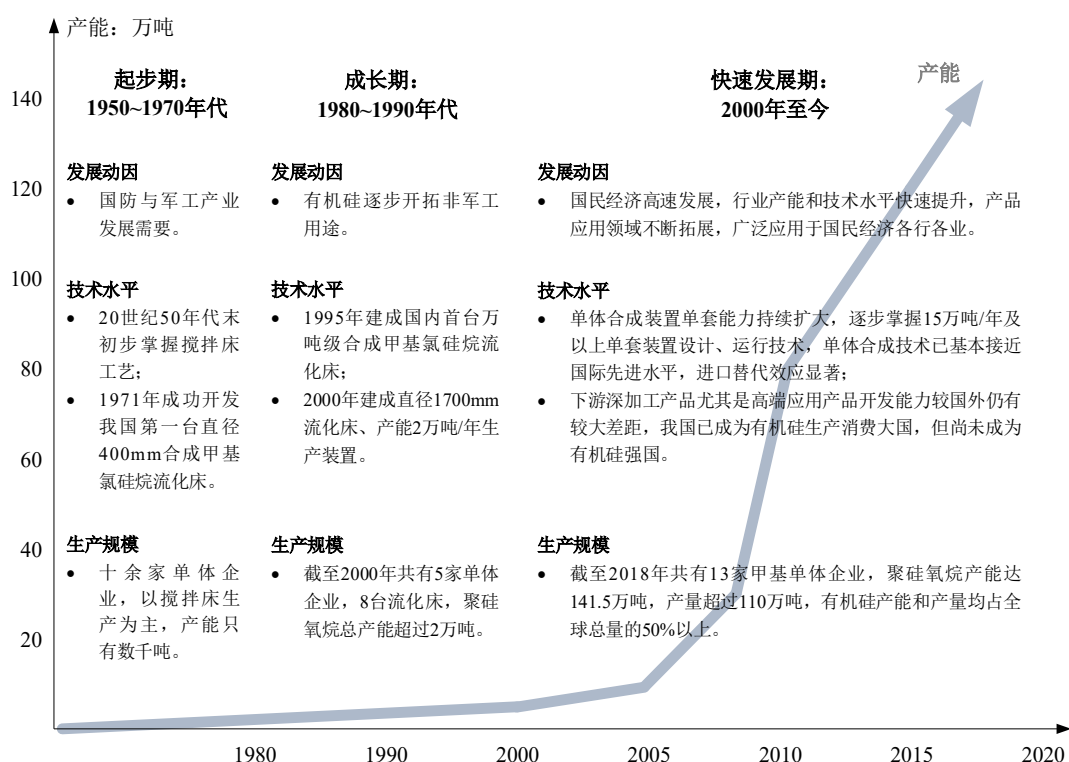 产能：万吨
140
120
100
80
60
40
20
起步期：
1950~1970年代
发展动因
• 国防与军工产业
发展需要。
技术水平
• 20世纪50年代末
初步掌握搅拌床
工艺；
• 1971年成功开发
我国第一台直径
400mm合成甲基
氯硅烷流化床。
生产规模
• 十余家单体企
业，以搅拌床生
产为主，产能只
有数千吨。
成长期：
1980~1990年代
发展动因
• 有机硅逐步开拓非军工
用途。
技术水平
• 1995年建成国内首台万
吨级合成甲基氯硅烷流
化床；
• 2000年建成直径1700mm
流化床、产能2万吨/年生
产装置。
生产规模
• 截至2000年共有5家单体
企业，8台流化床，聚硅
氧烷总产能超过2万吨。
快速发展期：
2000年至今
产能
发展动因
• 国民经济高速发展，行业产能和技术水平快速提升，产品
应用领域不断拓展，广泛应用于国民经济各行各业。
技术水平
• 单体合成装置单套能力持续扩大，逐步掌握15万吨/年及
以上单套装置设计、运行技术，单体合成技术已基本接近
国际先进水平，进口替代效应显著；
• 下游深加工产品尤其是高端应用产品开发能力较国外仍有
较大差距，我国已成为有机硅生产消费大国，但尚未成为
有机硅强国。
生产规模
• 截至2018年共有13家甲基单体企业，聚硅氧烷产能达
141.5万吨，产量超过110万吨，有机硅产能和产量均占全
球总量的50%以上。
1980
1990
2000
2005
2010
2015
2020